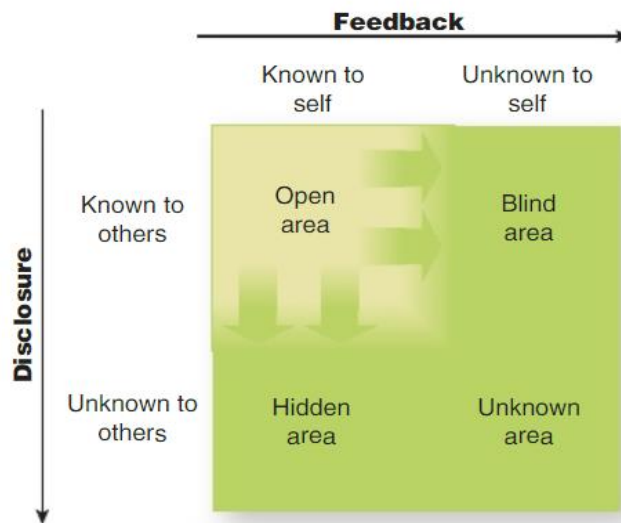 Feedback
Known to
self
Unknown to
self
Disclosure
Known to
others
Open
area
Blind
area
Unknown to
others
Hidden
area
Unknown
area